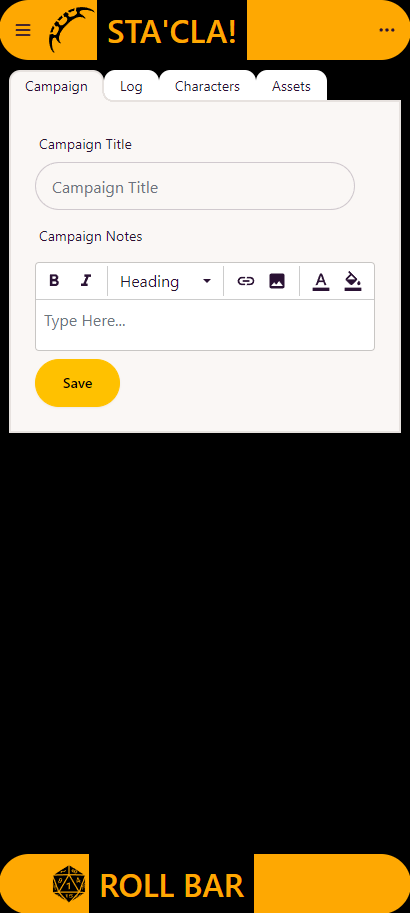 STA'CLA!
Campaign Log Characters Assets
Campaign Title
Campaign Title
Campaign Notes
B I Heading A
Type Here...
Save
ROLL BAR